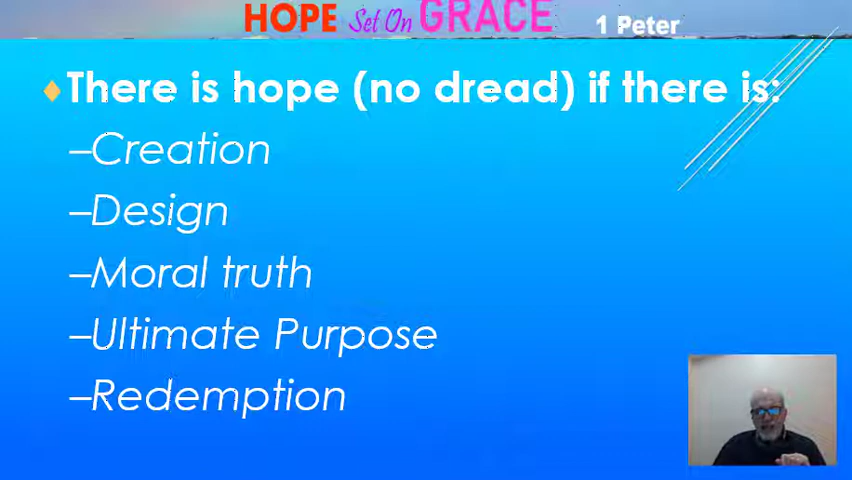 HOPE Set On GRACE 1 Peter
There is hope (no dread) if there is:
–Creation
–Design
–Moral truth
–Ultimate Purpose
–Redemption